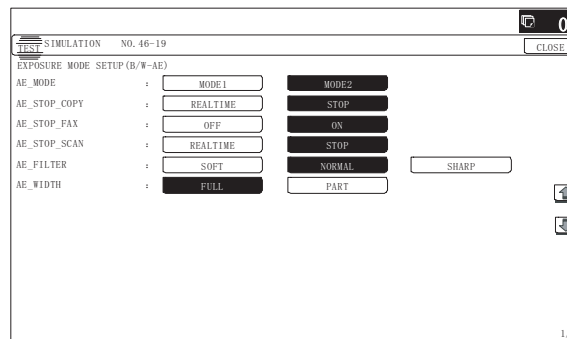 0
TEST SIMULATION NO. 46-19
CLOSE
EXPOSURE MODE SETUP(B/W-AE)
AE_MODE : MODE1 MODE2
AE_STOP_COPY : REALTIME STOP
AE_STOP_FAX : OFF ON
AE_STOP_SCAN : REALTIME STOP
AE_FILTER : SOFT NORMAL SHARP
AE_WIDTH : FULL PART
1/